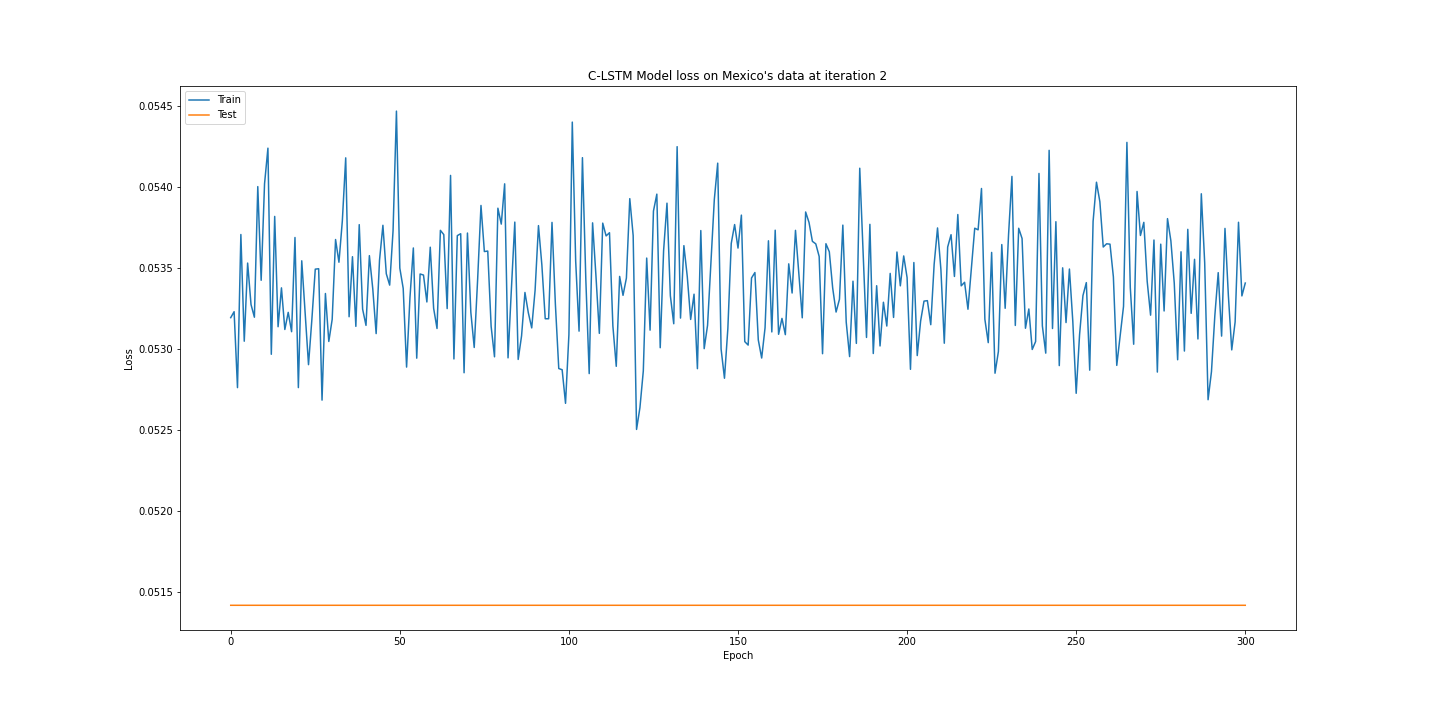 C-LSTM Model loss on Mexico's data at iteration 2
Train
Test
0.0545
0.0540
0.0535
0.0530
0.0525
0.0520
0.0515
Loss
0 50 100 150 200 250 300
Epoch